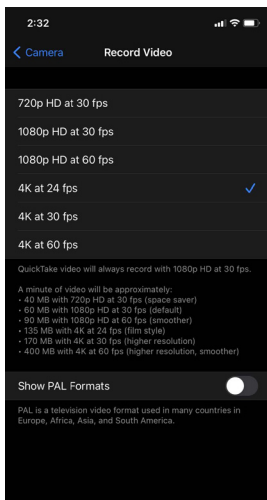 2:32
Camera
Record Video
720p HD at 30 fps
1080p HD at 30 fps
1080p HD at 60 fps
4K at 24 fps
4K at 30 fps
4K at 60 fps
QuickTake video will always record with 1080p HD at 30 fps.
A minute of video will be approximately:
• 40 MB with 720p HD at 30 fps (space saver)
• 60 MB with 1080p HD at 30 fps (default)
• 90 MB with 1080p HD at 60 fps (smoother)
• 135 MB with 4K at 24 fps (film style)
• 170 MB with 4K at 30 fps (higher resolution)
• 400 MB with 4K at 60 fps (higher resolution, smoother)
Show PAL Formats
PAL is a television video format used in many countries in
Europe, Africa, Asia, and South America.